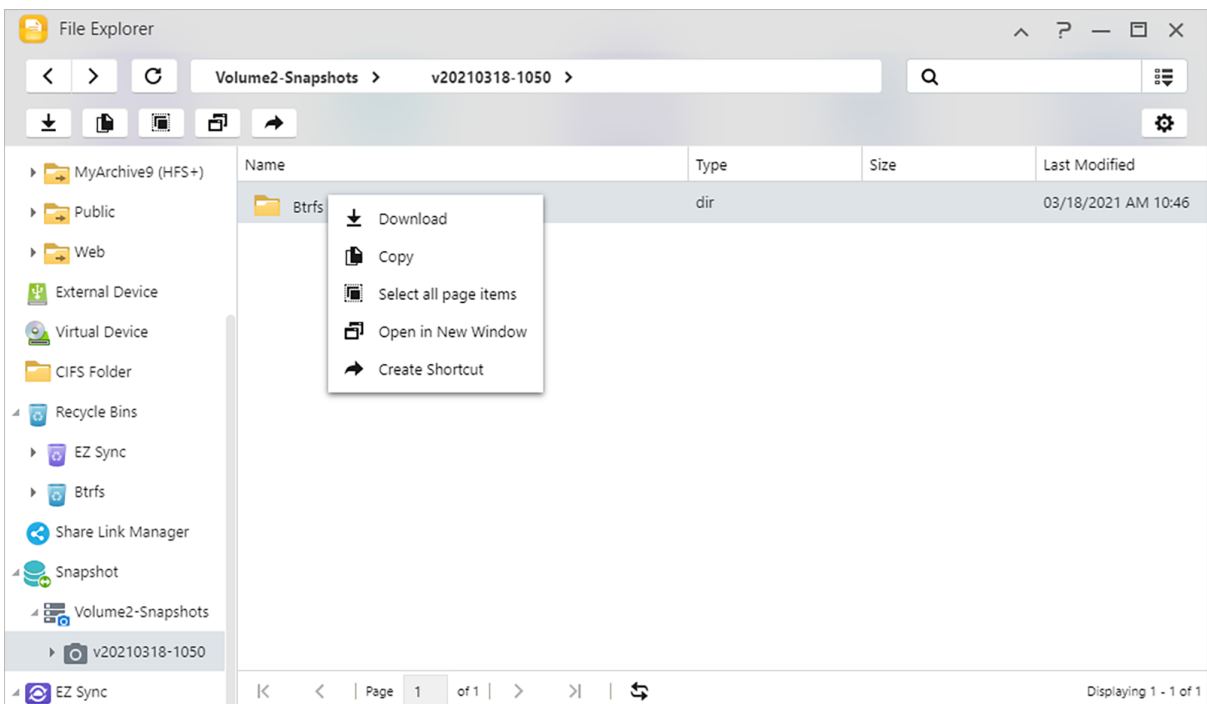 File Explorer
Volume2-Snapshots > v20210318-1050 >
Name Type Size Last Modified
MyArchive9 (HFS+)
Public
Web
External Device
Virtual Device
CIFS Folder
Recycle Bins
EZ Sync
Btrfs
Share Link Manager
Snapshot
Volume2-Snapshots
v20210318-1050
EZ Sync
Btrfs dir 03/18/2021 AM 10:46
Download
Copy
Select all page items
Open in New Window
Create Shortcut
Page 1 of 1
Displaying 1 - 1 of 1